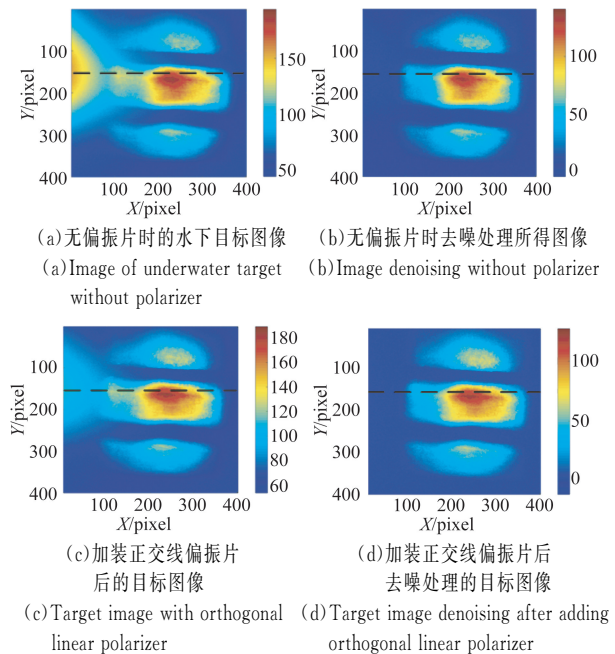 100
200
300
400
100 200 300 400
X/pixel
Y/pixel
150
100
50
100
200
300
400
100 200 300 400
X/pixel
Y/pixel
100
50
0
(a)无偏振片时的水下目标图像
(a)Image of underwater target
without polarizer
(b)无偏振片时去噪处理所得图像
(b)Image denoising without polarizer
100
200
300
400
100 200 300 400
X/pixel
Y/pixel
180
160
140
120
100
80
60
100
200
300
400
0 100 200 300 400
X/pixel
Y/pixel
100
50
0
(c)加装正交线偏振片
后的目标图像
(c)Target image with orthogonal
linear polarizer
(d)加装正交线偏振片后
去噪处理的目标图像
(d)Target image denoising after adding
orthogonal linear polarizer